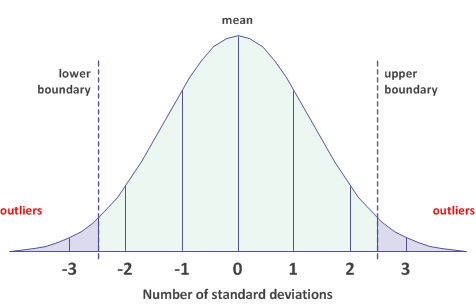 mean
lower
boundary
upper
boundary
outliers
outliers
-3 -2 -1 0 1 2 3
Number of standard deviations